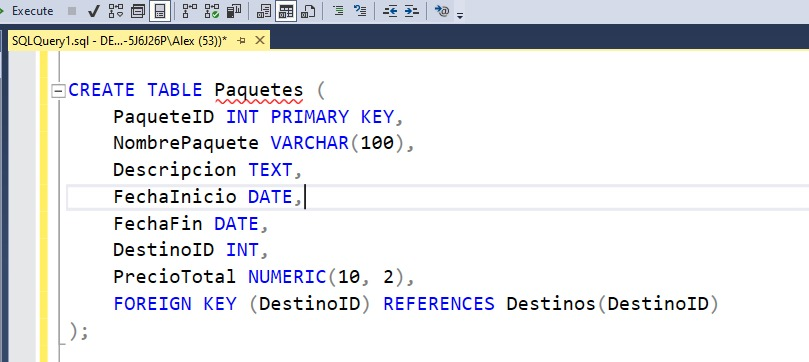 Execute
SQLQuery1.sql - DE...-5J6J26P\Alex (53))*
CREATE TABLE Paquetes (
PaqueteID INT PRIMARY KEY,
NombrePaquete VARCHAR(100),
Descripcion TEXT,
FechaInicio DATE,
FechaFin DATE,
DestinoID INT,
PrecioTotal NUMERIC(10, 2),
FOREIGN KEY (DestinoID) REFERENCES Destinos(DestinoID)
);